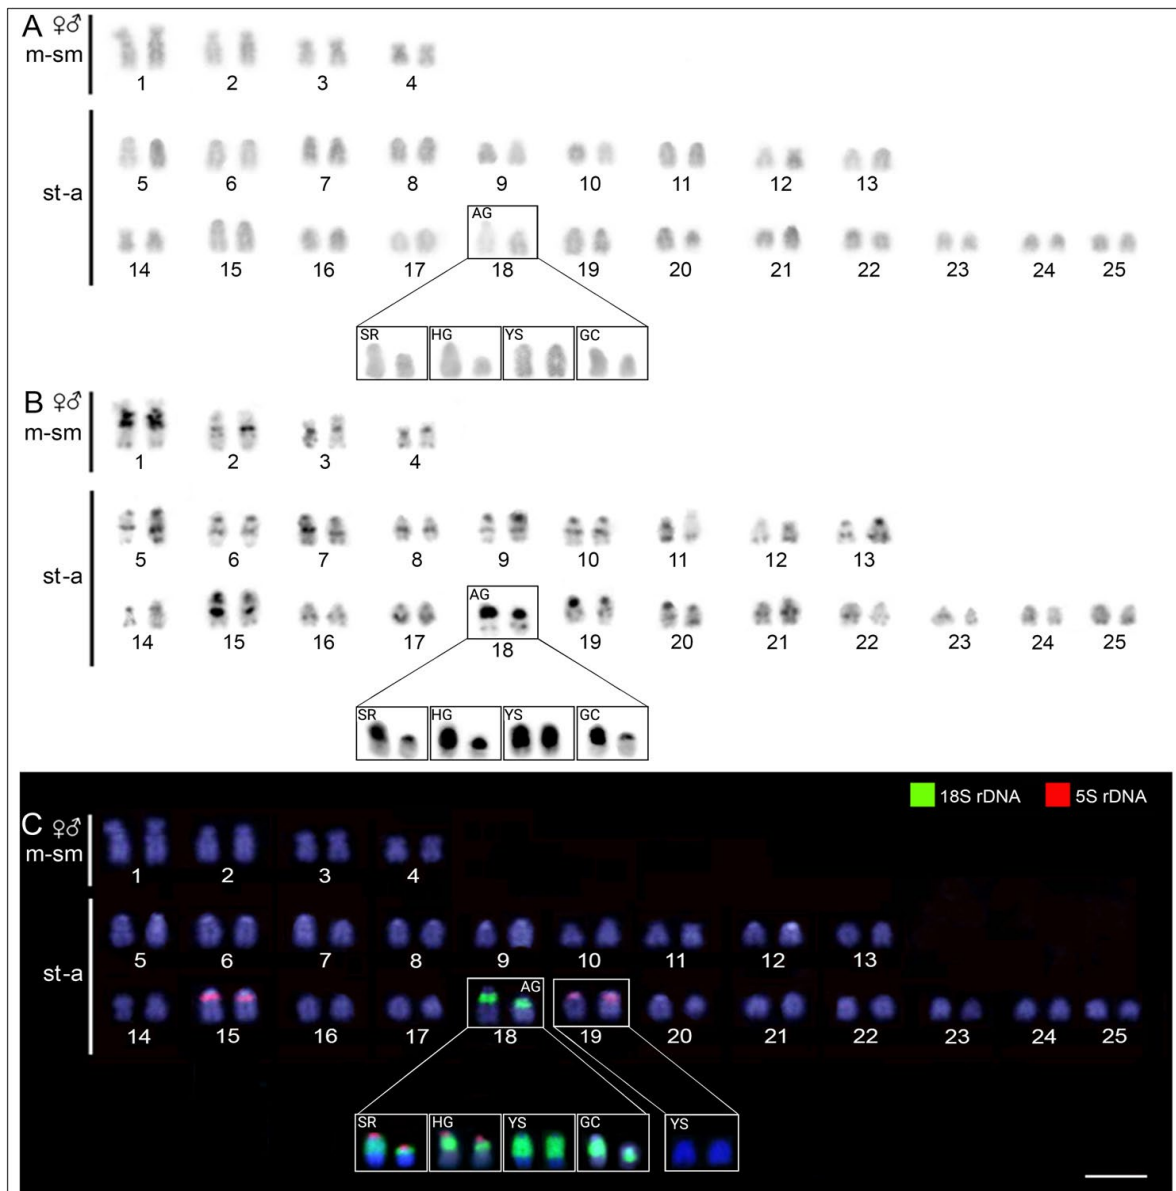 A ♀♂
m-sm
1 2 3 4
st-a
5 6 7 8 9 10 11 12 13
AG
14 15 16 17 18 19 20 21 22 23 24 25
SR HG YS GC
B ♀♂
m-sm
1 2 3 4
st-a
5 6 7 8 9 10 11 12 13
AG
14 15 16 17 18 19 20 21 22 23 24 25
SR HG YS GC
18S rDNA 5S rDNA
C ♀♂
m-sm
1 2 3 4
st-a
5 6 7 8 9 10 11 12 13
AG
14 15 16 17 18 19 20 21 22 23 24 25
SR HG YS GC YS